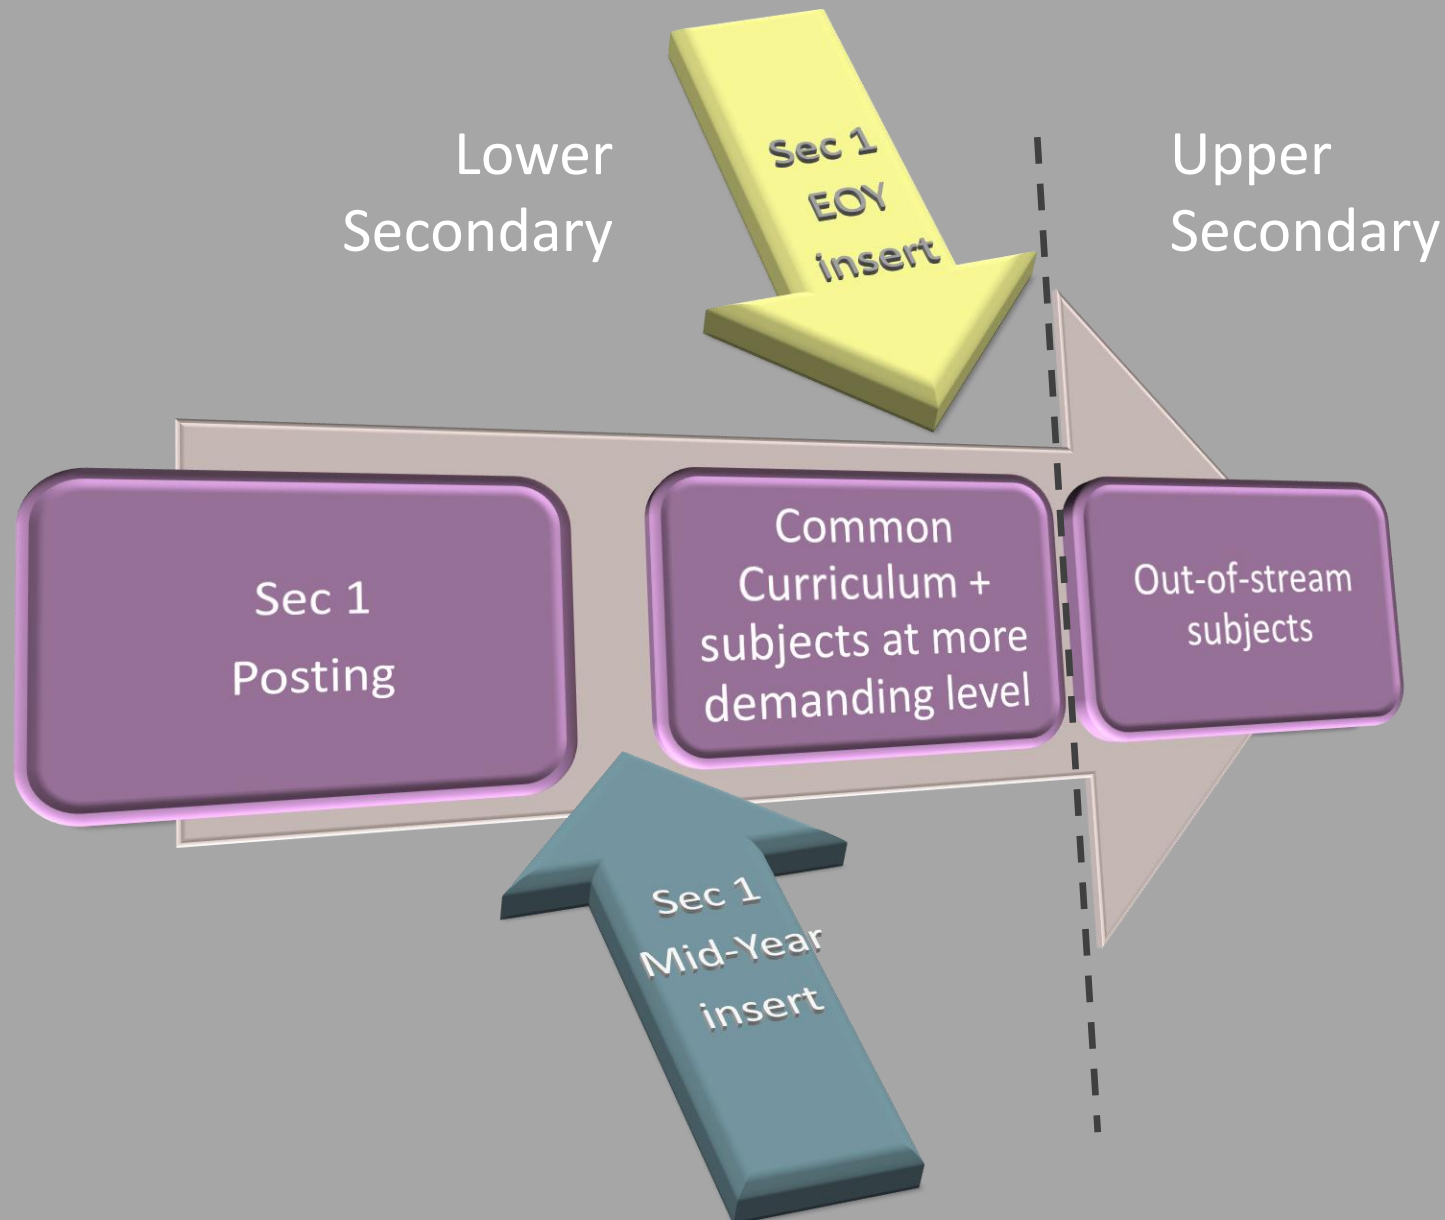 Lower
Secondary
Sec 1
EOY
insert
Upper
Secondary
Sec 1
Posting
Common
Curriculum +
subjects at more
demanding level
Out-of-stream
subjects
Sec 1
Mid-Year
insert